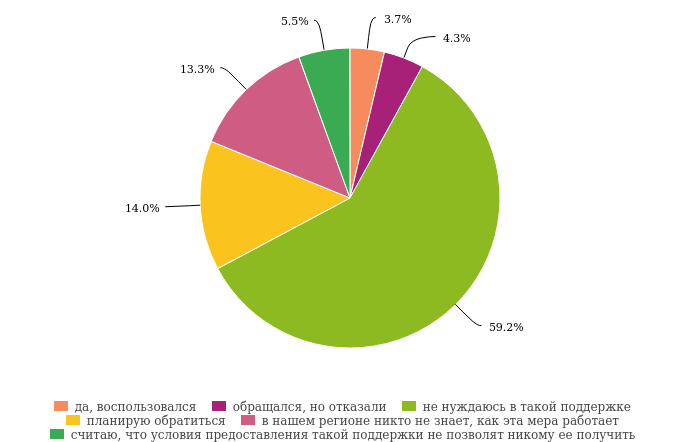 5.5%
3.7%
4.3%
13.3%
14.0%
59.2%
да, воспользовался обращался, но отказали не нуждаюсь в такой поддержке
планирую обратиться в нашем регионе никто не знает, как эта мера работает
считаю, что условия предоставления такой поддержки не позволят никому ее получить